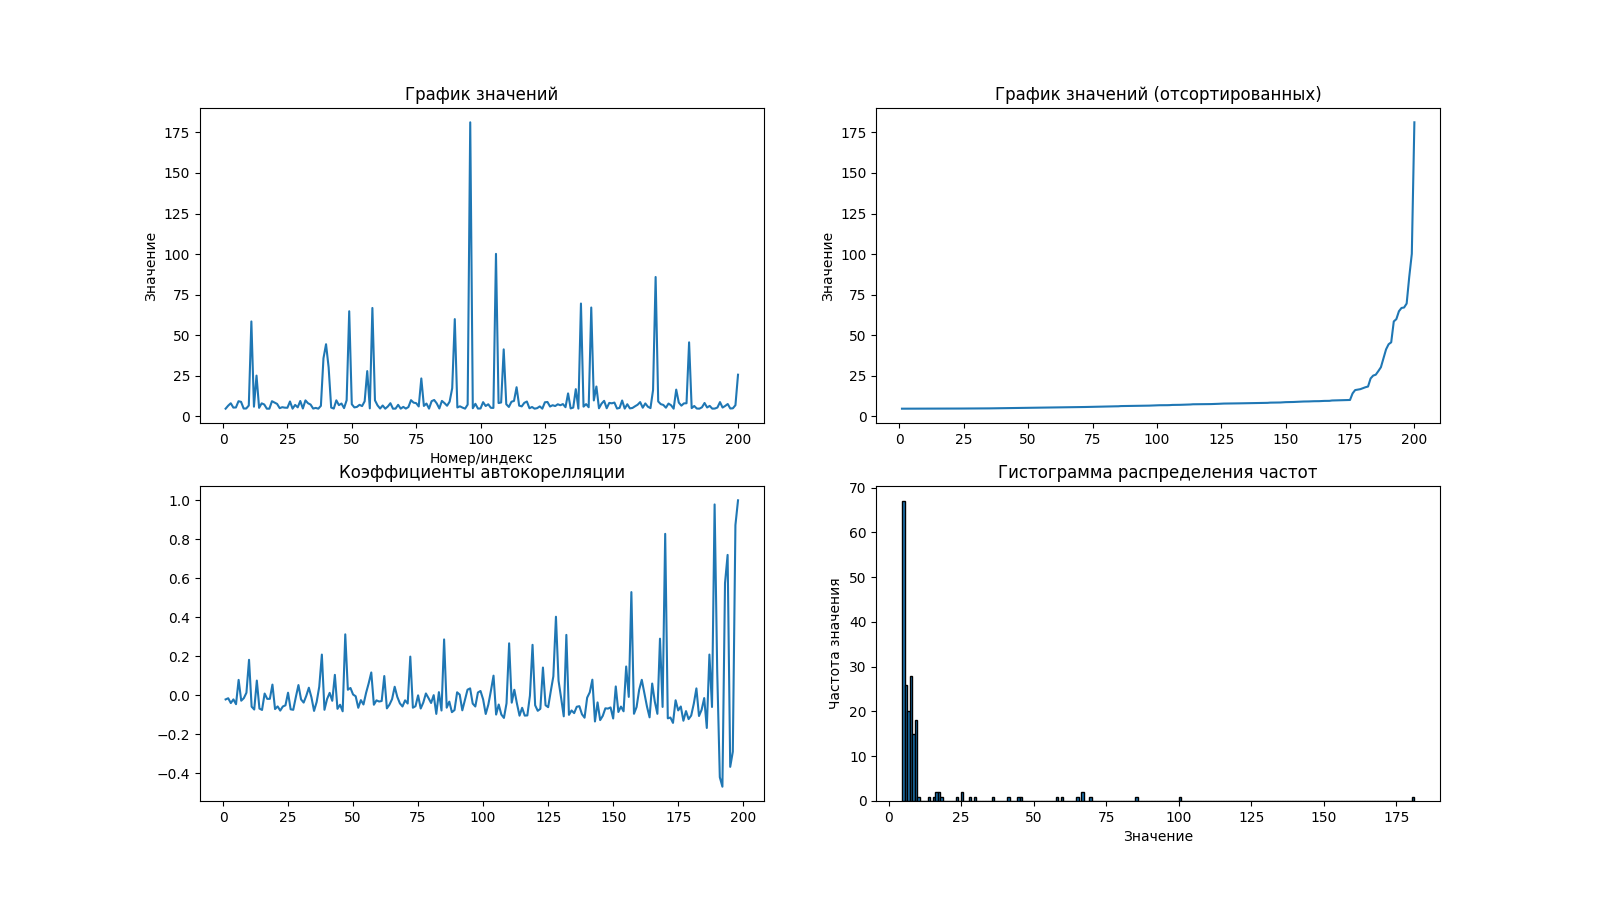 График значений
Значение
175
150
125
100
75
50
25
0
0 25 50 75 100 125 150 175 200
Номер/индекс
График значений (отсортированных)
Значение
175
150
125
100
75
50
25
0
0 25 50 75 100 125 150 175 200
Коэффициенты автокорелляции
1.0
0.8
0.6
0.4
0.2
0.0
−0.2
−0.4
0 25 50 75 100 125 150 175 200
Гистограмма распределения частот
Частота значения
70
60
50
40
30
20
10
0
0 25 50 75 100 125 150 175
Значение